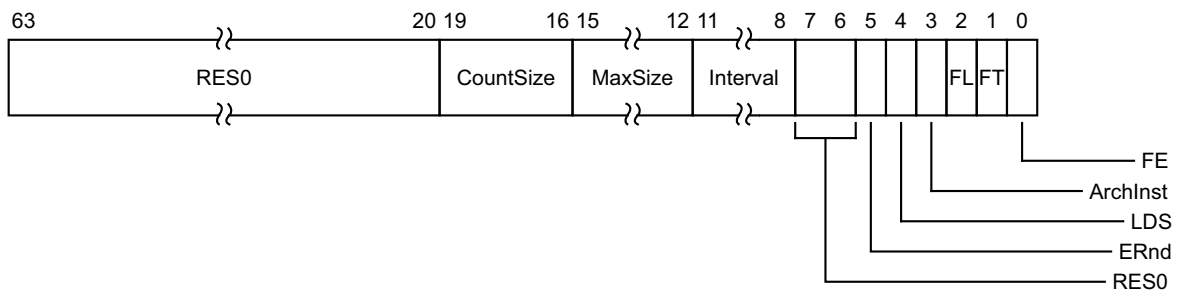 63 20 19 16 15 12 11 8 7 6 5 4 3 2 1 0
RES0 CountSize MaxSize Interval FL FT
FE
ArchInst
LDS
ERnd
RES0